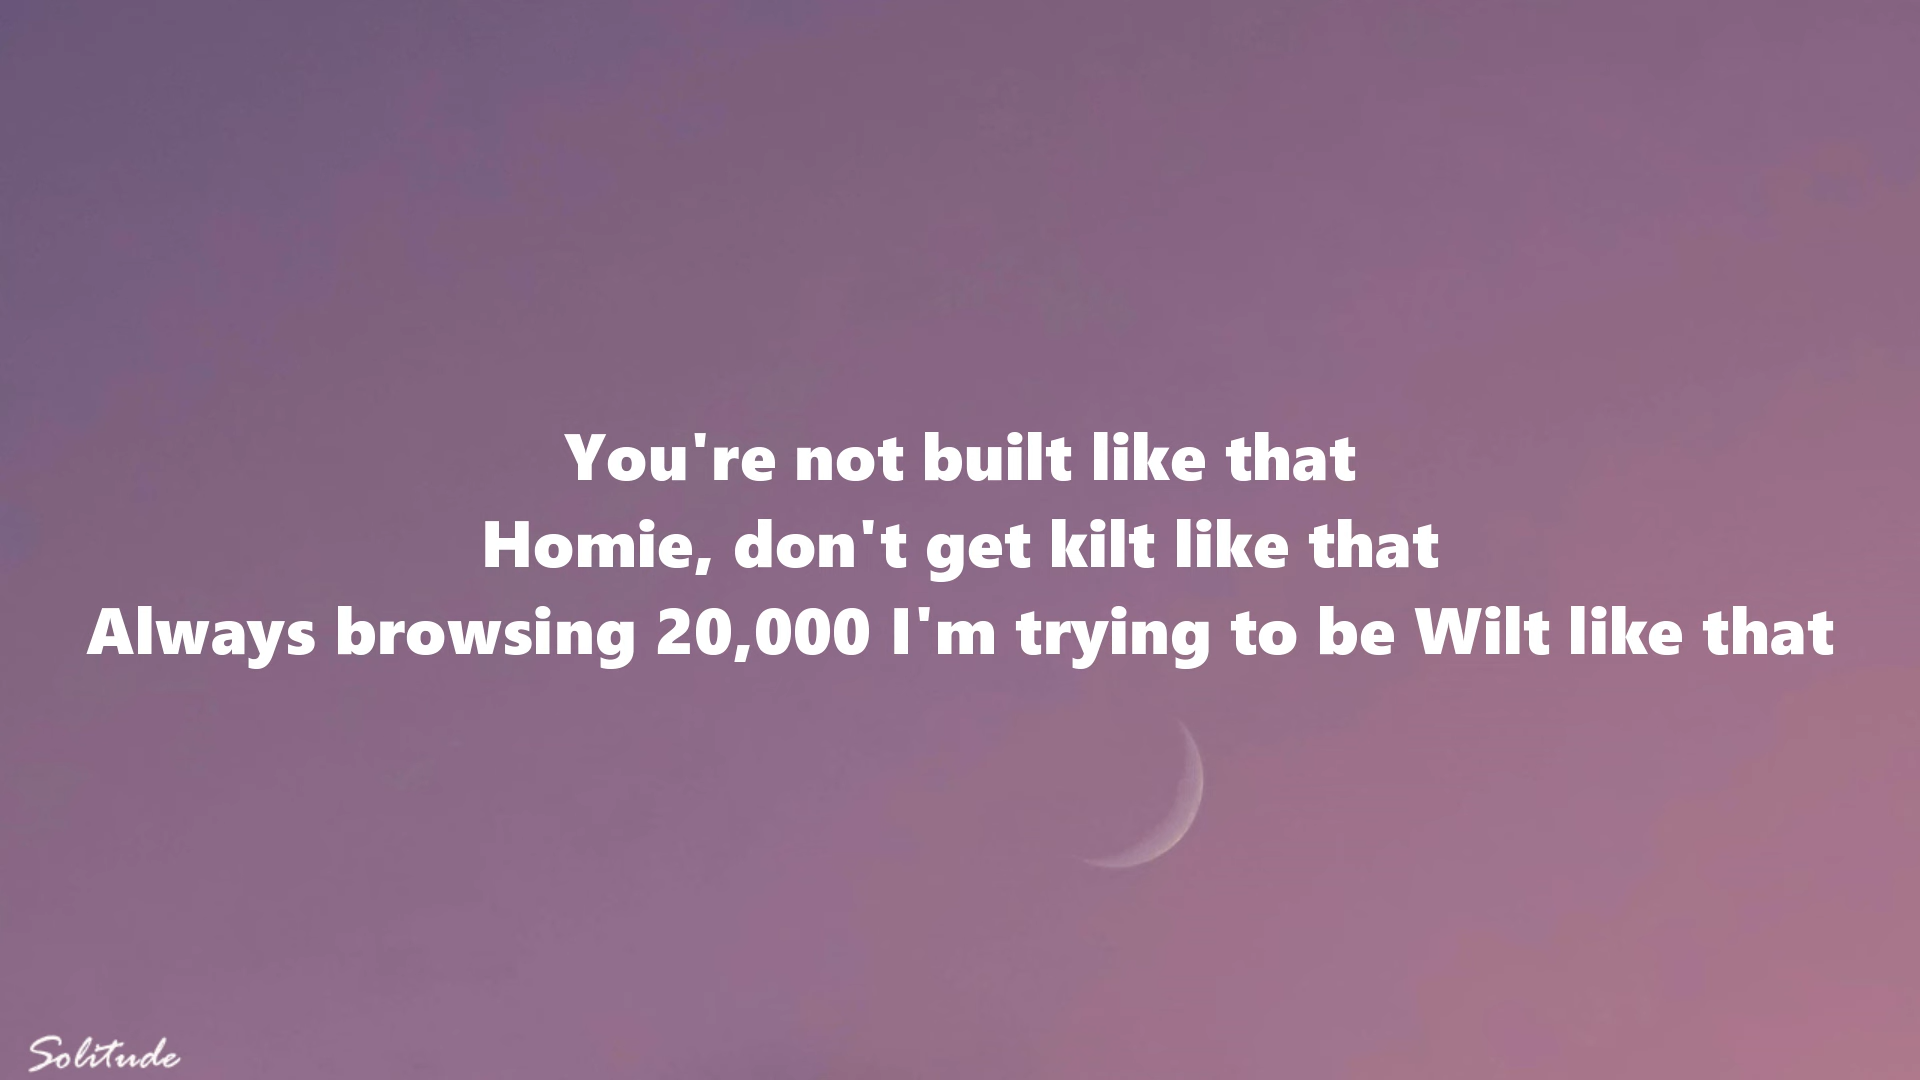 You're not built like that
Homie, don't get kilt like that
Always browsing 20,000 I'm trying to be Wilt like that
Solitude